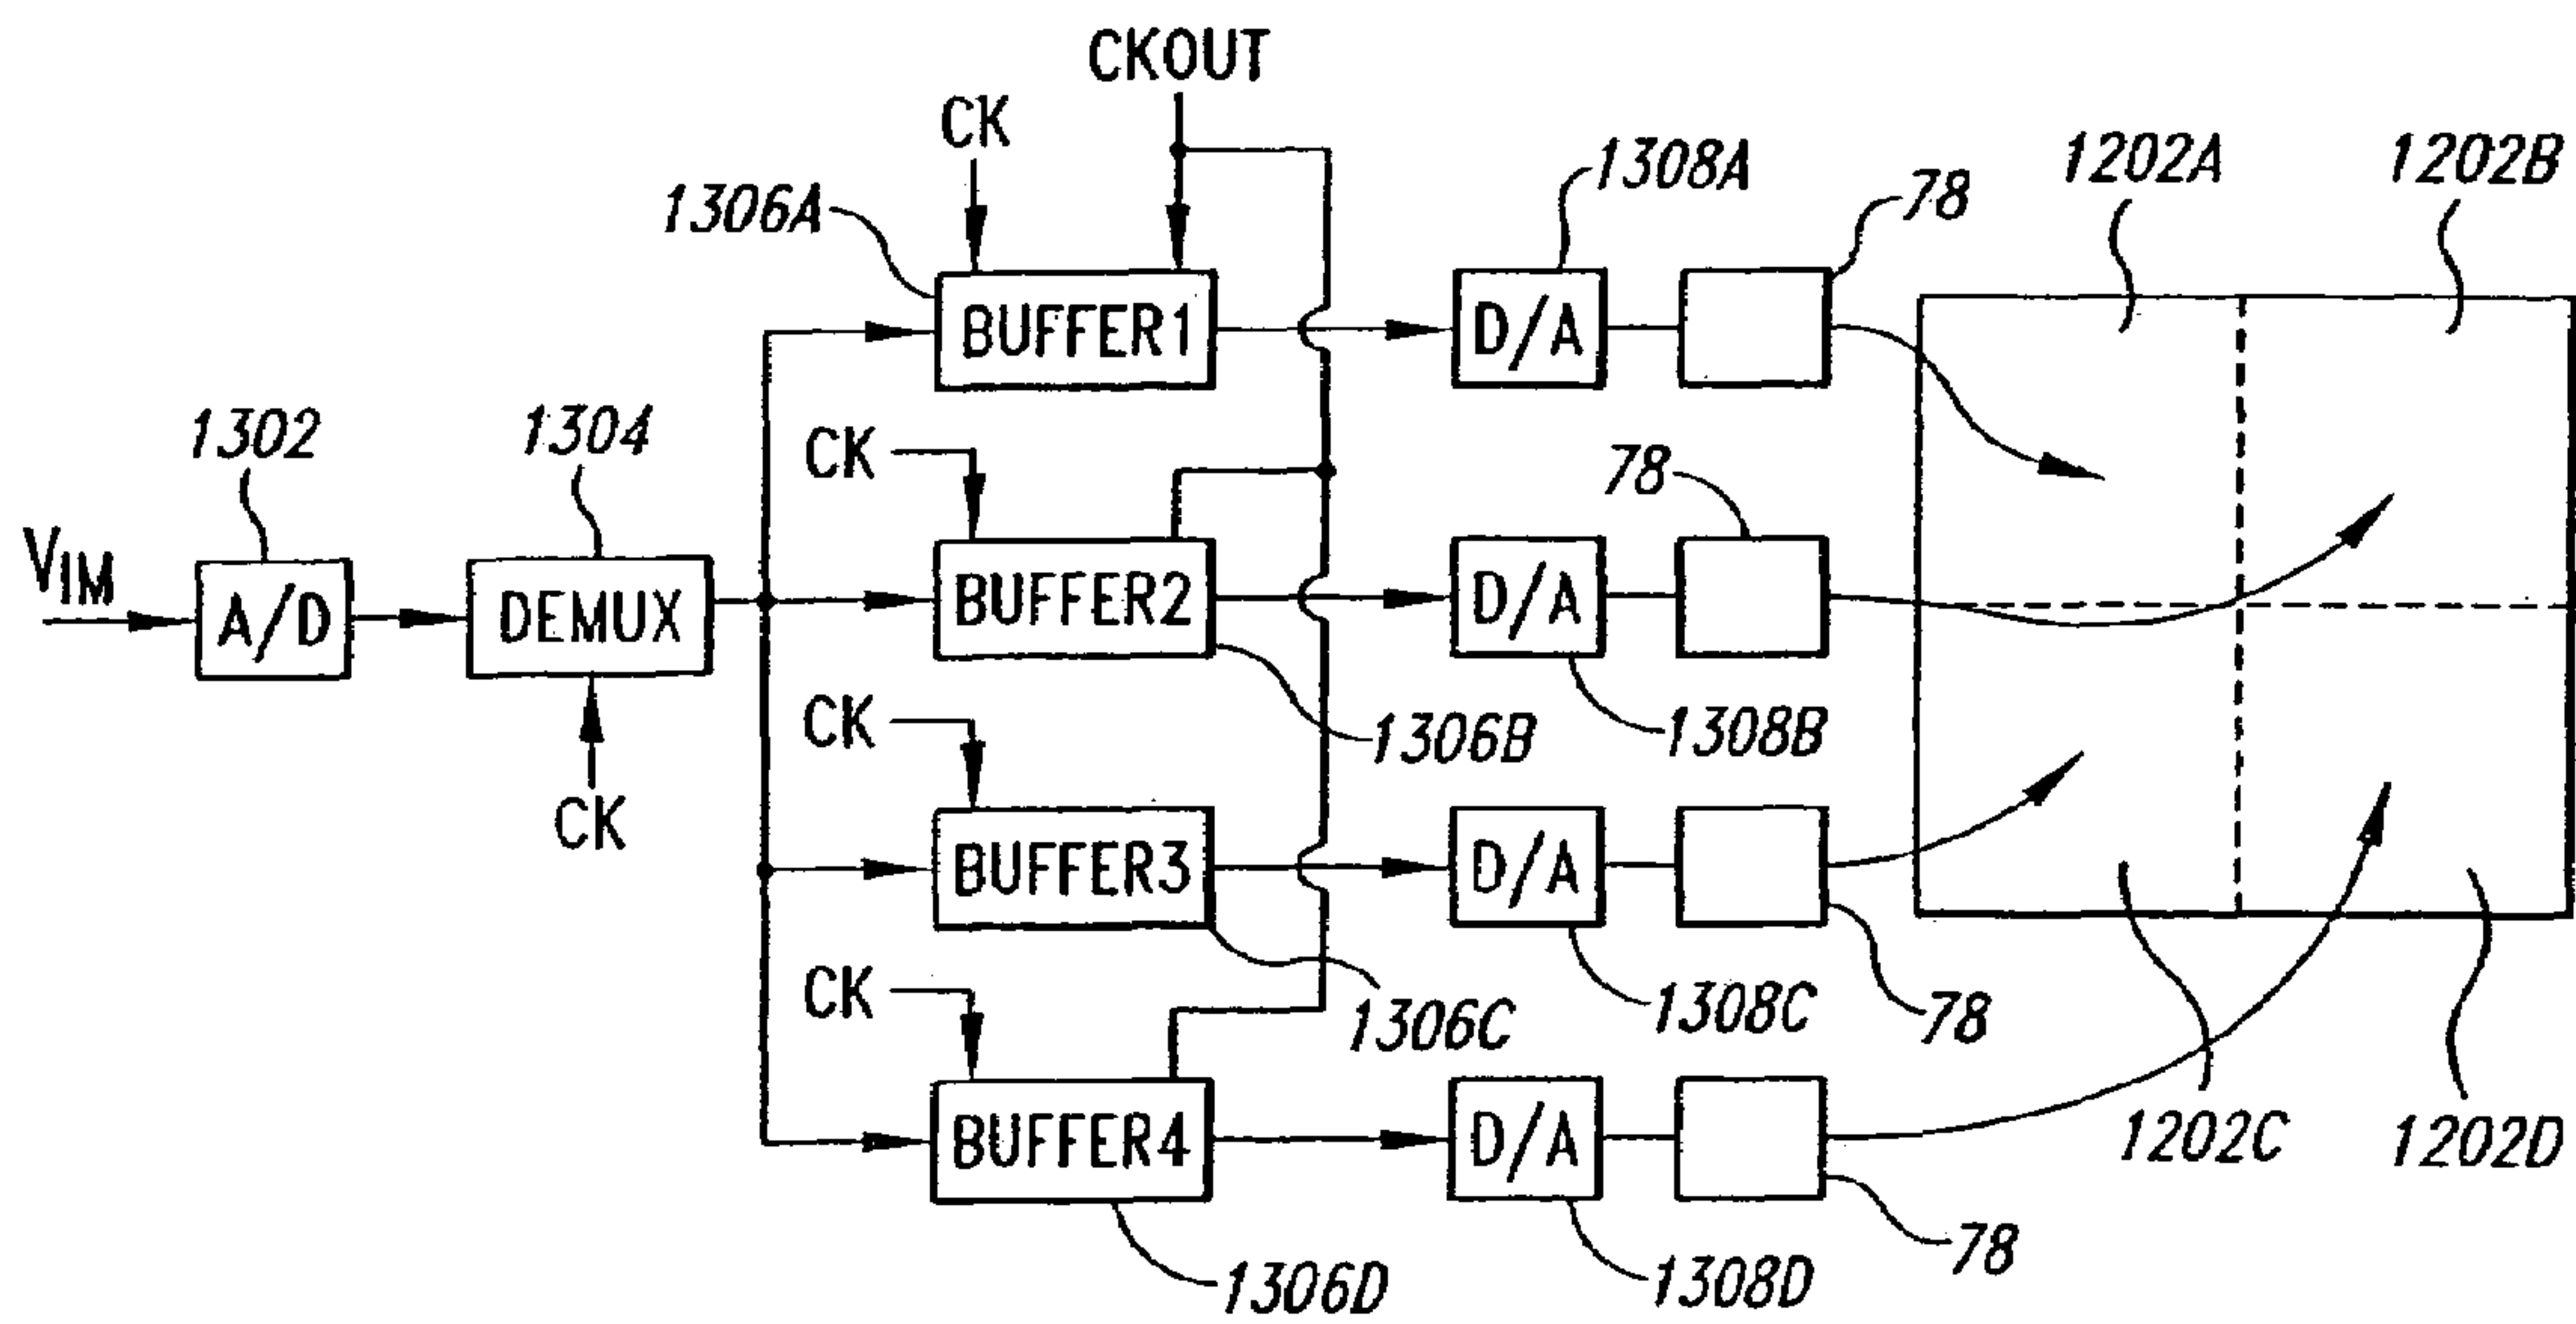 CKOUT
CK
1308A
1202A
1202B
1306A
78
BUFFER1
D/A
1302
1304
CK
78
VIM
A/D
DEMUX
BUFFER2
D/A
CK
1306B
1308B
CK
BUFFER3
D/A
CK
1306C
1308C
78
BUFFER4
D/A
1202C
1202D
1306D
1308D
78